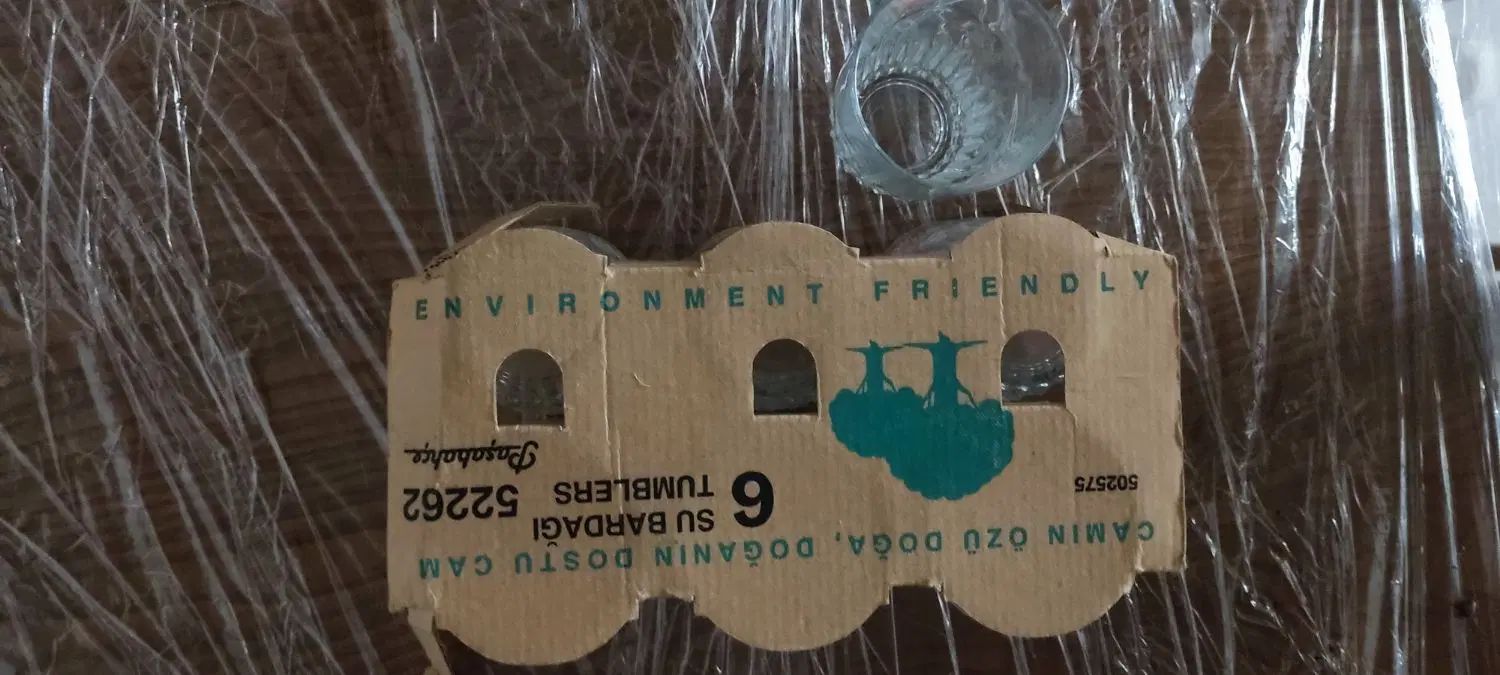 ENVIRONMENT FRIENDLY
CAMIN ÖZÜ DOĞA, DOĞANIN DOSTU CAM
6 SU BARDAĞI
TUMBLERS
52262
Paşabahçe
502575